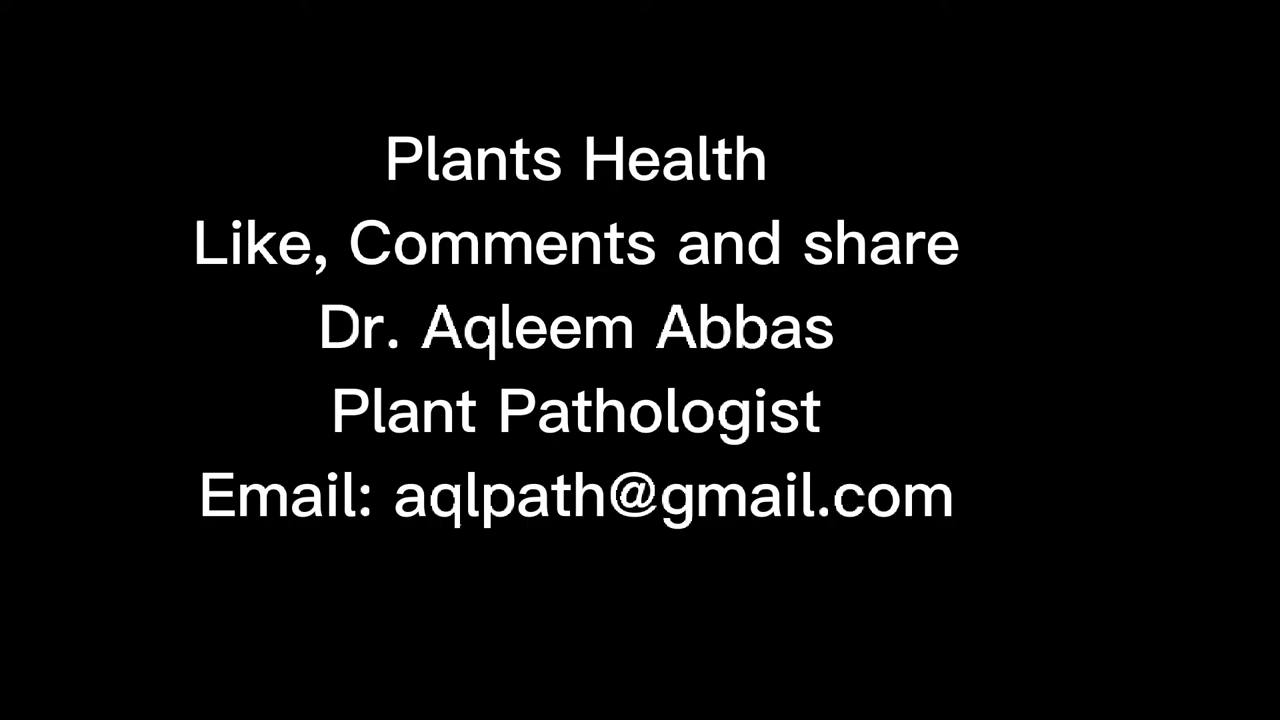 Plants Health
Like, Comments and share
Dr. Aqleem Abbas
Plant Pathologist
Email: aqlpath@gmail.com